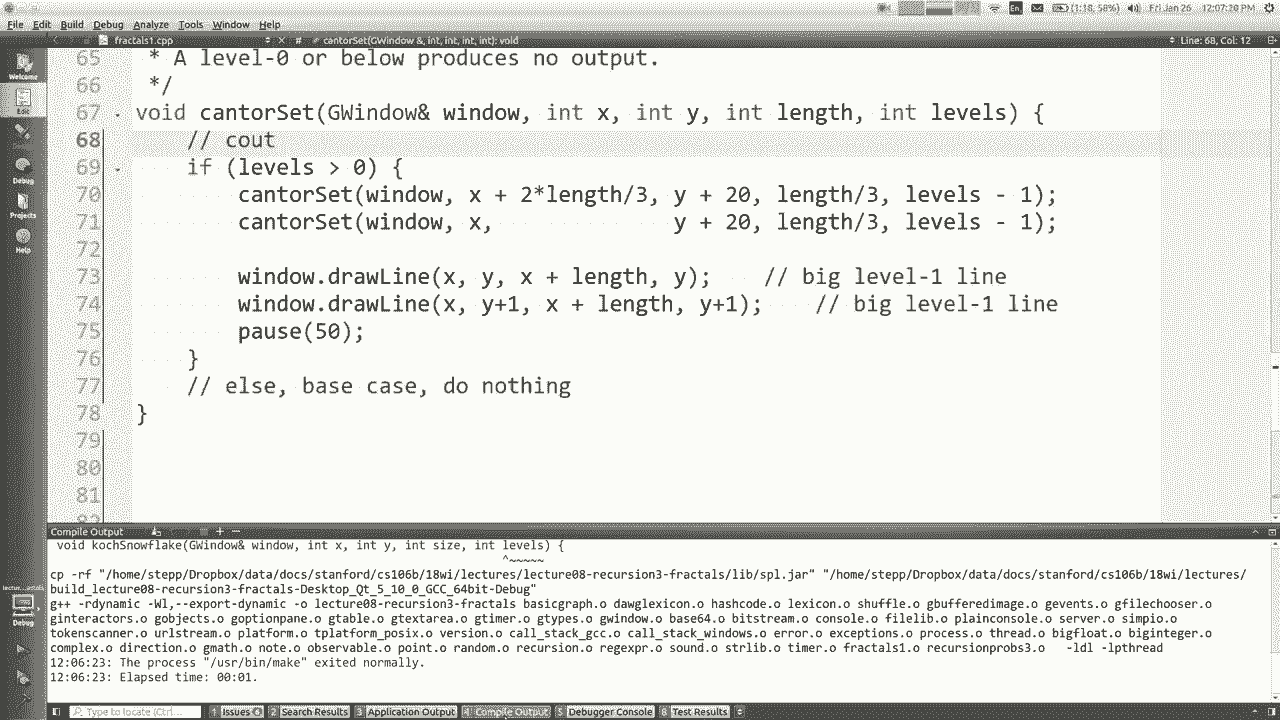 (1:18, 58%) Fri Jan 26 12:07:20 PM
File Edit Build Debug Analyze Tools Window Help
fractals1.cpp # cantorSet(GWindow &, int, int, int, int): void Line: 68, Col: 12
Welcome
Edit
Debug
Projects
Help
Debug
65 * A level-0 or below produces no output.
66 */
67 void cantorSet(GWindow& window, int x, int y, int length, int levels) {
68 // cout
69 if (levels > 0) {
70 cantorSet(window, x + 2*length/3, y + 20, length/3, levels - 1);
71 cantorSet(window, x, y + 20, length/3, levels - 1);
72
73 window.drawLine(x, y, x + length, y); // big level-1 line
74 window.drawLine(x, y+1, x + length, y+1); // big level-1 line
75 pause(50);
76 }
77 // else, base case, do nothing
78 }
79
80
81
Compile Output
void kochSnowflake(GWindow& window, int x, int y, int size, int levels) {
^~~~~~
cp -rf "/home/stepp/Dropbox/data/docs/stanford/cs106b/18wi/lectures/lecture08-recursion3-fractals/lib/spl.jar" "/home/stepp/Dropbox/data/docs/stanford/cs106b/18wi/lectures/
build_lecture08-recursion3-fractals-Desktop_Qt_5_10_0_GCC_64bit-Debug"
g++ -rdynamic -Wl,--export-dynamic -o lecture08-recursion3-fractals basicgraph.o dawglexicon.o hashcode.o lexicon.o shuffle.o gbufferedimage.o gevents.o gfilechooser.o
ginteractors.o gobjects.o goptionpane.o gtable.o gtextarea.o gtimer.o gtypes.o gwindow.o base64.o bitstream.o console.o filelib.o plainconsole.o server.o simpio.o
tokenscanner.o urlstream.o platform.o tplatform_posix.o version.o call_stack_gcc.o call_stack_windows.o error.o exceptions.o process.o thread.o bigfloat.o biginteger.o
complex.o direction.o gmath.o note.o observable.o point.o random.o recursion.o regexpr.o sound.o strlib.o timer.o fractals1.o recursionprobs3.o -ldl -lpthread
12:06:23: The process "/usr/bin/make" exited normally.
12:06:23: Elapsed time: 00:01.
Type to locate (Ctrl... 1 Issues 2 Search Results 3 Application Output 4 Compile Output 5 Debugger Console 8 Test Results